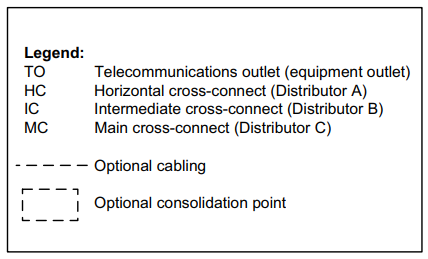 Legend:
TO Telecommunications outlet (equipment outlet)
HC Horizontal cross-connect (Distributor A)
IC Intermediate cross-connect (Distributor B)
MC Main cross-connect (Distributor C)
Optional cabling
Optional consolidation point